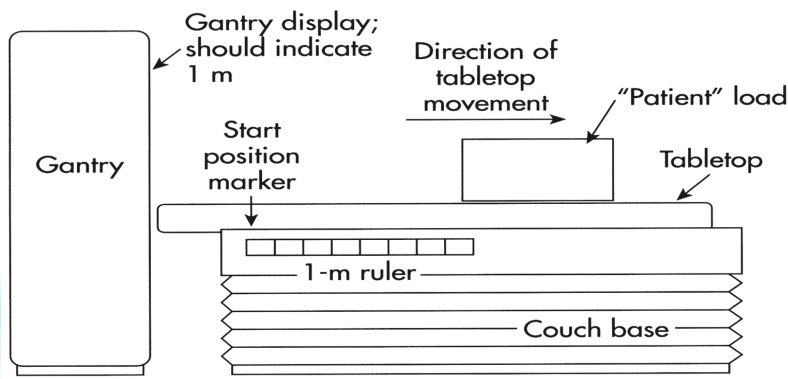 Gantry display;
should indicate
1 m
Direction of
tabletop
movement
"Patient" load
Start
position
marker
Gantry
Tabletop
1-m ruler
Couch base